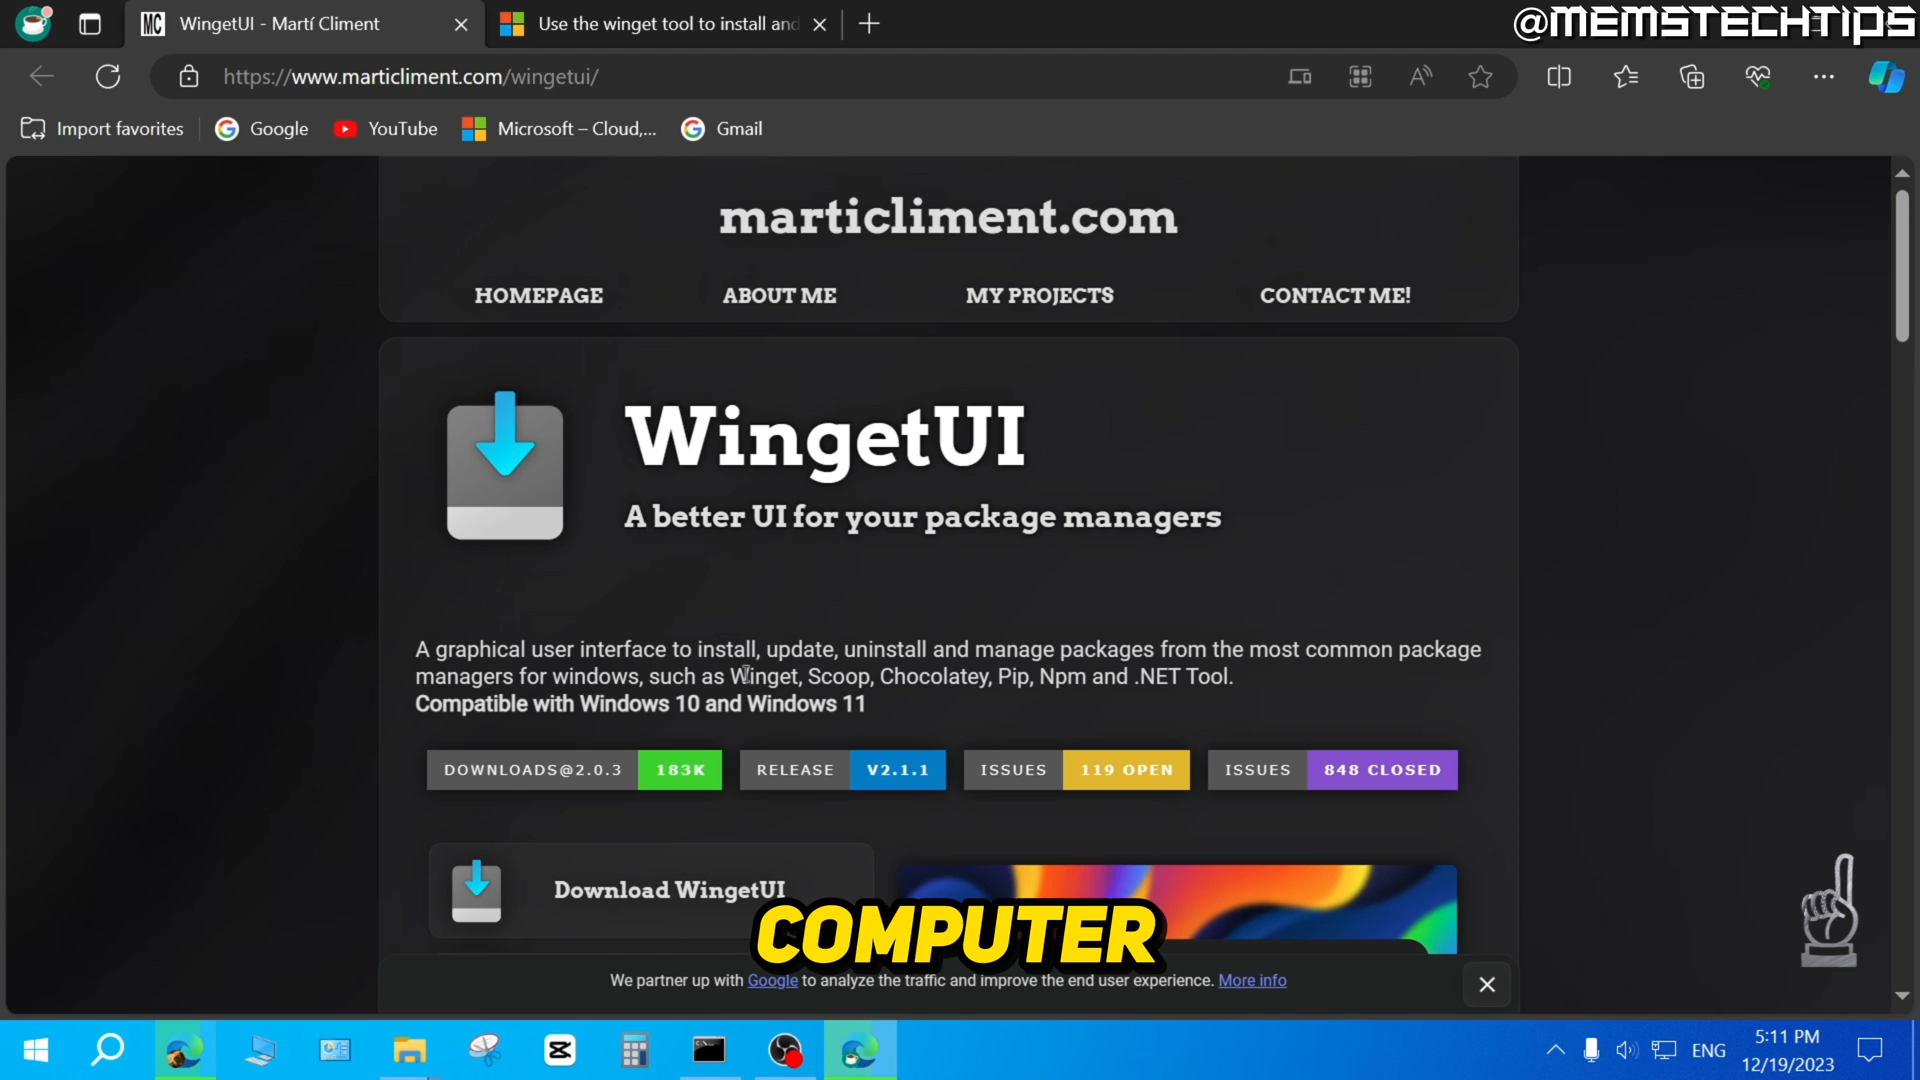 @MEMSTECHTIPS
MC WingetUI - Martí Climent
Use the winget tool to install and
https://www.marticliment.com/wingetui/
Import favorites
Google
YouTube
Microsoft – Cloud,...
Gmail
marticliment.com
HOMEPAGE
ABOUT ME
MY PROJECTS
CONTACT ME!
WingetUI
A better UI for your package managers
A graphical user interface to install, update, uninstall and manage packages from the most common package
managers for windows, such as Winget, Scoop, Chocolatey, Pip, Npm and .NET Tool.
Compatible with Windows 10 and Windows 11
DOWNLOADS@2.0.3 183K
RELEASE V2.1.1
ISSUES 119 OPEN
ISSUES 848 CLOSED
Download WingetUI
COMPUTER
We partner up with Google to analyze the traffic and improve the end user experience. More info
ENG
5:11 PM
12/19/2023